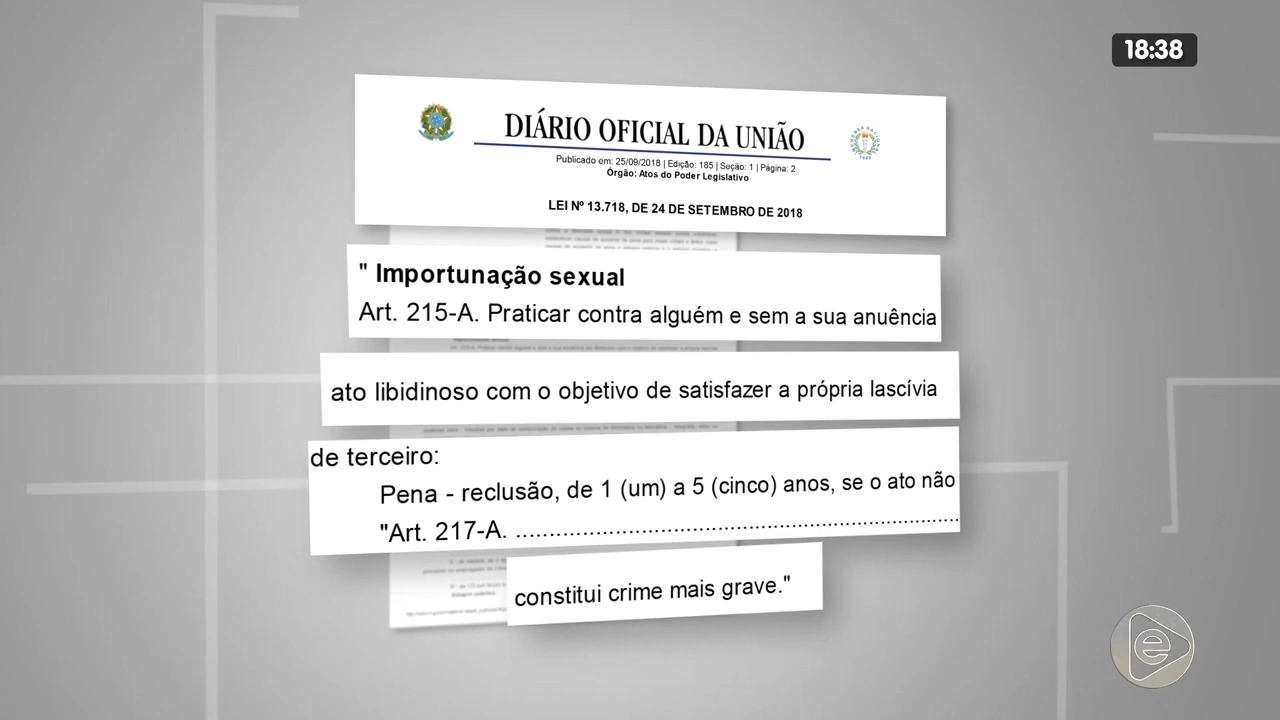 18:38
DIÁRIO OFICIAL DA UNIÃO
Publicado em: 25/09/2018 | Edição: 185 | Seção: 1 | Página: 2
Órgão: Atos do Poder Legislativo
LEI Nº 13.718, DE 24 DE SETEMBRO DE 2018
" Importunação sexual
Art. 215-A. Praticar contra alguém e sem a sua anuência
ato libidinoso com o objetivo de satisfazer a própria lascívia
de terceiro:
Pena - reclusão, de 1 (um) a 5 (cinco) anos, se o ato não
"Art. 217-A. ..................................................................
constitui crime mais grave."
e